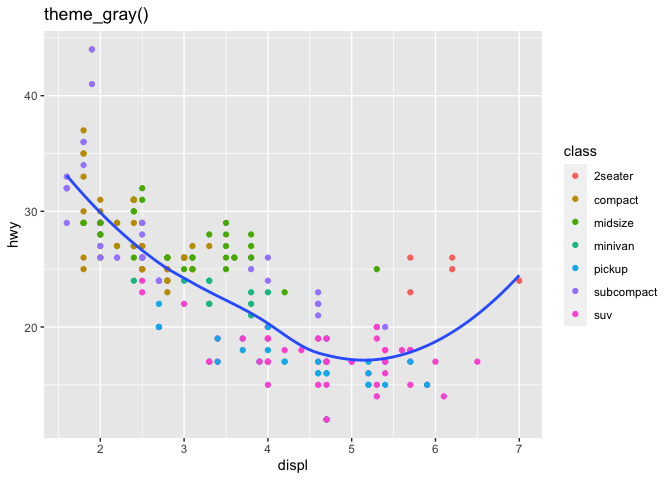 theme_gray()
hwy
40
30
20
2
3
4
5
6
7
displ
class
2seater
compact
midsize
minivan
pickup
subcompact
suv